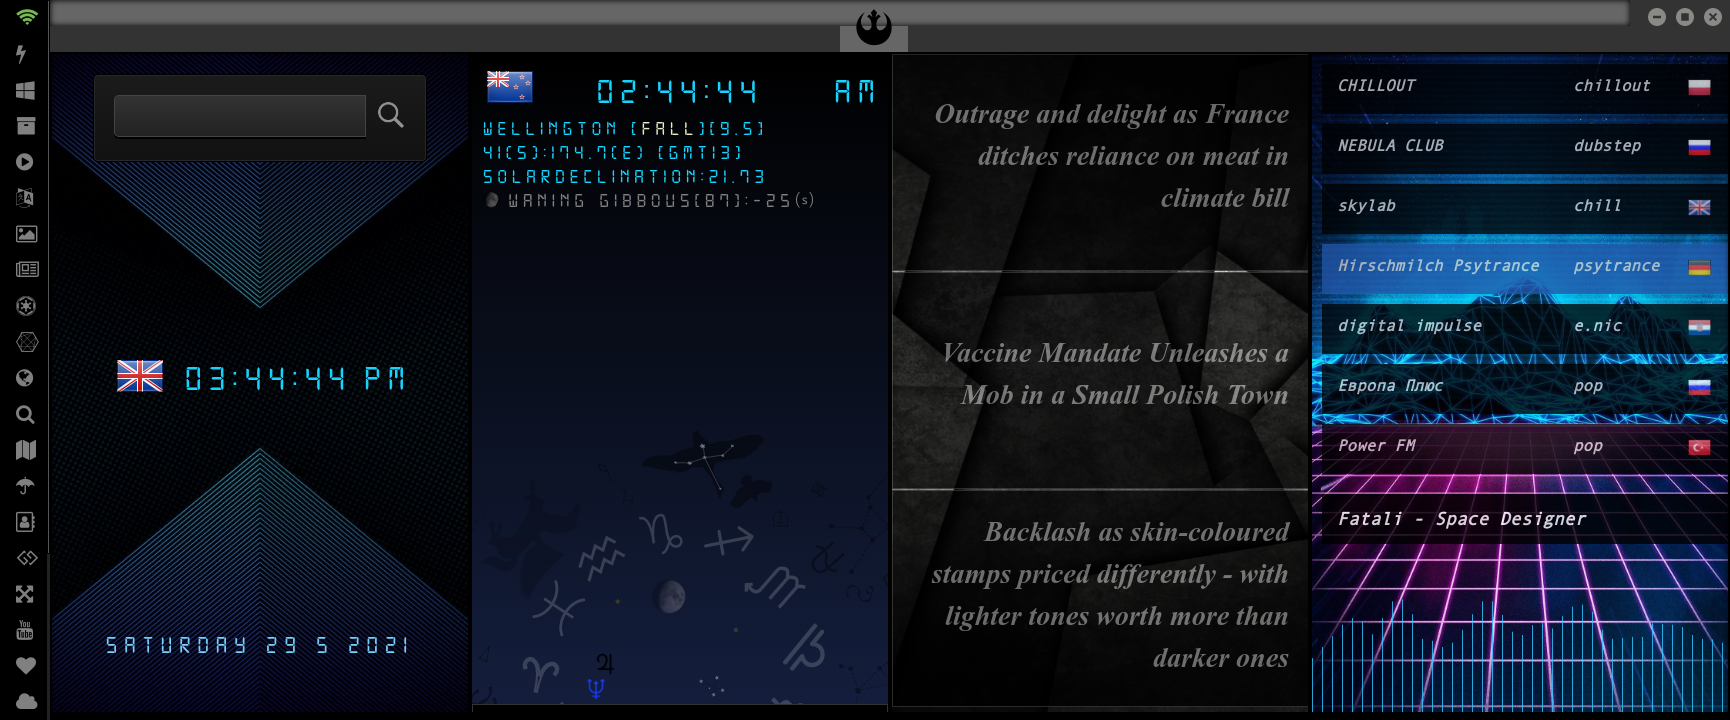 03:44:44 PM
SATURDAY 29 5 2021
02:44:44 AM
WELLINGTON [FALL][9.5]
41(S):174.7(E) [GMT13]
SOLARDECLINATION:21.73
WANING GIBBOUS[87]:-25(s)
Outrage and delight as France
ditches reliance on meat in
climate bill
Vaccine Mandate Unleashes a
Mob in a Small Polish Town
Backlash as skin-coloured
stamps priced differently - with
lighter tones worth more than
darker ones
CHILLOUT chillout
NEBULA CLUB dubstep
skylab chill
Hirschmilch Psytrance psytrance
digital impulse e.nic
Европа Плюс pop
Power FM pop
Fatali - Space Designer
You
Tube